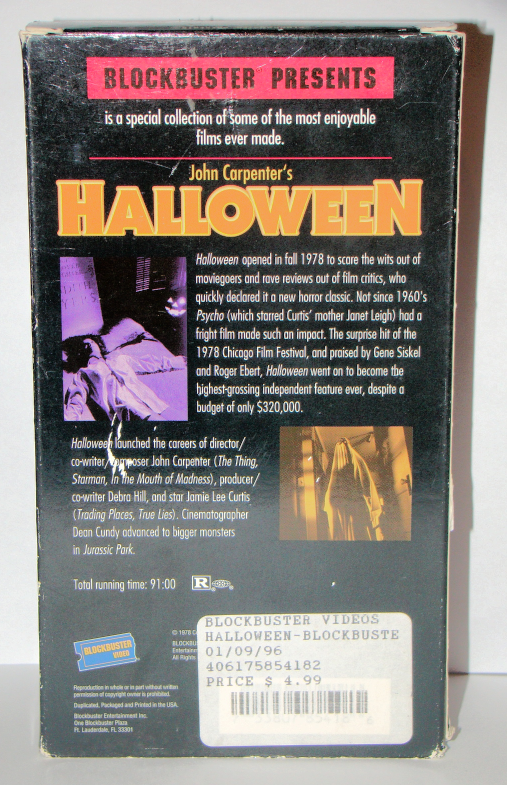 BLOCKBUSTER PRESENTS
is a special collection of some of the most enjoyable
films ever made.
John Carpenter's
HALLOWEEN
Halloween opened in fall 1978 to scare the wits out of
moviegoers and rave reviews out of film critics, who
quickly declared it a new horror classic. Not since 1960's
Psycho (which starred Curtis' mother Janet Leigh) had a
fright film made such an impact. The surprise hit of the
1978 Chicago Film Festival, and praised by Gene Siskel
and Roger Ebert, Halloween went on to become the
highest-grossing independent feature ever, despite a
budget of only $320,000.
Halloween launched the careers of director/
co-writer/composer John Carpenter (The Thing,
Starman, In the Mouth of Madness), producer/
co-writer Debra Hill, and star Jamie Lee Curtis
(Trading Places, True Lies). Cinematographer
Dean Cundy advanced to bigger monsters
in Jurassic Park.
Total running time: 91:00 R
BLOCKBUSTER
VIDEO
© 1978
All Rights
Reproduction in whole or in part without written
permission of copyright owner is prohibited.
Duplicated, Packaged and Printed in the USA.
Blockbuster Entertainment Inc.
One Blockbuster Plaza
Ft. Lauderdale, FL 33301
BLOCKBUSTER VIDEOS
HALLOWEEN-BLOCKBUSTE
01/09/96
406175854182
PRICE $ 4.99